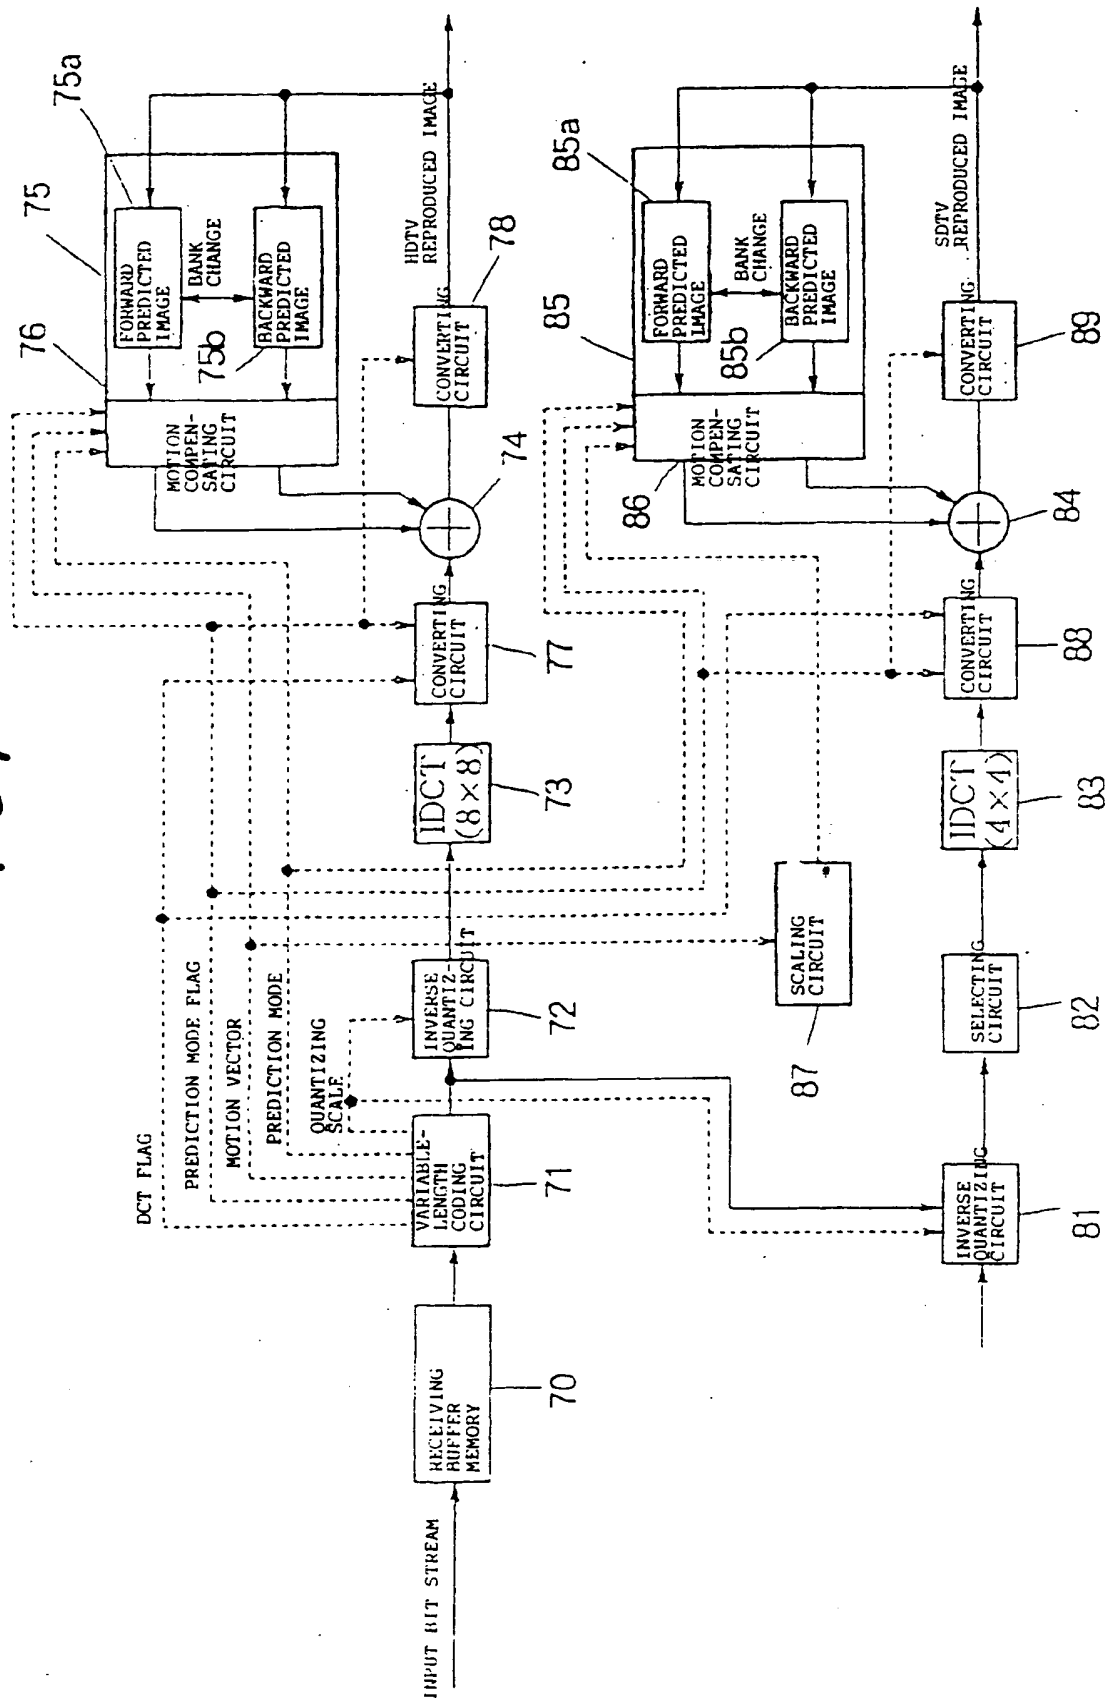 INPUT BIT STREAM
RECEIVING
BUFFER
MEMORY
70
VARIABLE-
LENGTH
CODING
CIRCUIT
71
DCT FLAG
PREDICTION MODE FLAG
MOTION VECTOR
PREDICTION MODE
QUANTIZING
SCALE
INVERSE
QUANTIZ-
ING CIRCUIT
72
IDCT
(8×8)
73
CONVERTING
CIRCUIT
77
74
MOTION
COMPEN-
SATING
CIRCUIT
76
75
FORWARD
PREDICTED
IMAGE
75a
BANK
CHANGE
BACKWARD
PREDICTED
IMAGE
75b
CONVERTING
CIRCUIT
78
HDTV
REPRODUCED IMAGE
INVERSE
QUANTIZING
CIRCUIT
81
SELECTING
CIRCUIT
82
SCALING
CIRCUIT
87
IDCT
(4×4)
83
CONVERTING
CIRCUIT
88
84
MOTION
COMPEN-
SATING
CIRCUIT
86
85
FORWARD
PREDICTED
IMAGE
85a
BANK
CHANGE
BACKWARD
PREDICTED
IMAGE
85b
CONVERTING
CIRCUIT
89
SDTV
REPRODUCED IMAGE